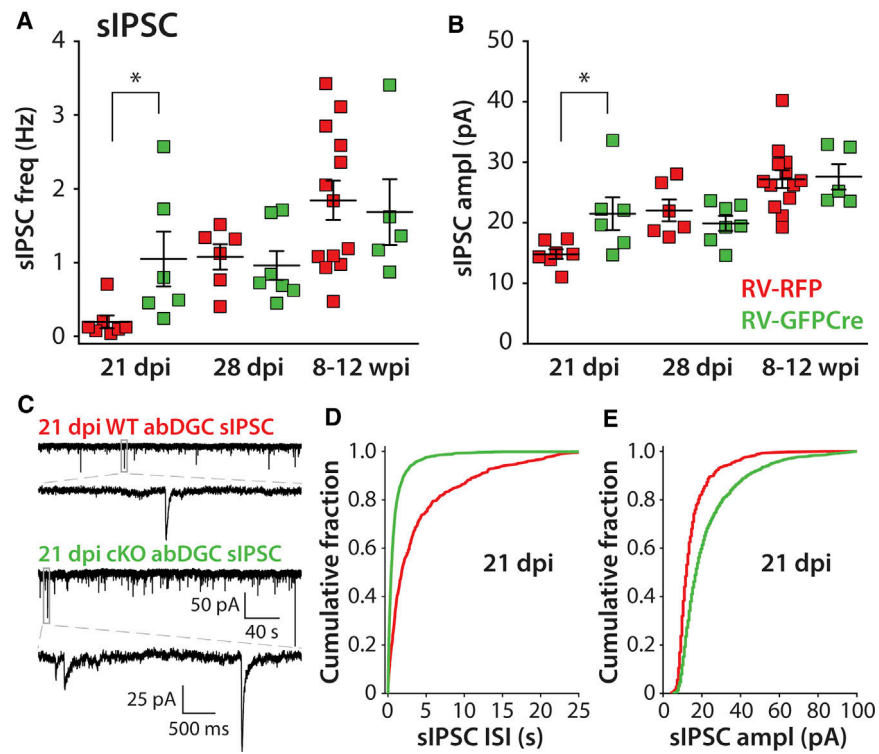 A
sIPSC
sIPSC freq (Hz)
4
3
2
1
0
*
21 dpi
28 dpi
8-12 wpi
B
sIPSC ampl (pA)
50
40
30
20
10
0
*
RV-RFP
RV-GFPCre
21 dpi
28 dpi
8-12 wpi
C
21 dpi WT abDGC sIPSC
21 dpi cKO abDGC sIPSC
50 pA
40 s
25 pA
500 ms
D
Cumulative fraction
1.0
0.8
0.6
0.4
0.2
0
21 dpi
0 5 10 15 20 25
sIPSC ISI (s)
E
Cumulative fraction
1.0
0.8
0.6
0.4
0.2
0
21 dpi
0 20 40 60 80 100
sIPSC ampl (pA)